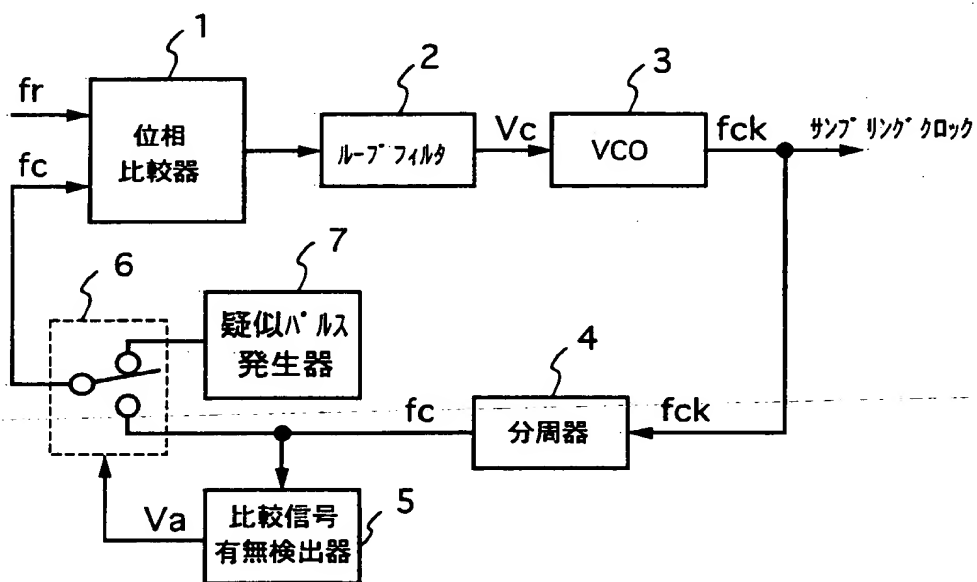 1
fr
位相
比較器
fc
2
ループフィルタ
Vc
3
VCO
fck
サンプリングクロック
6
7
疑似パルス
発生器
4
分周器
fc
fck
比較信号
有無検出器
5
Va